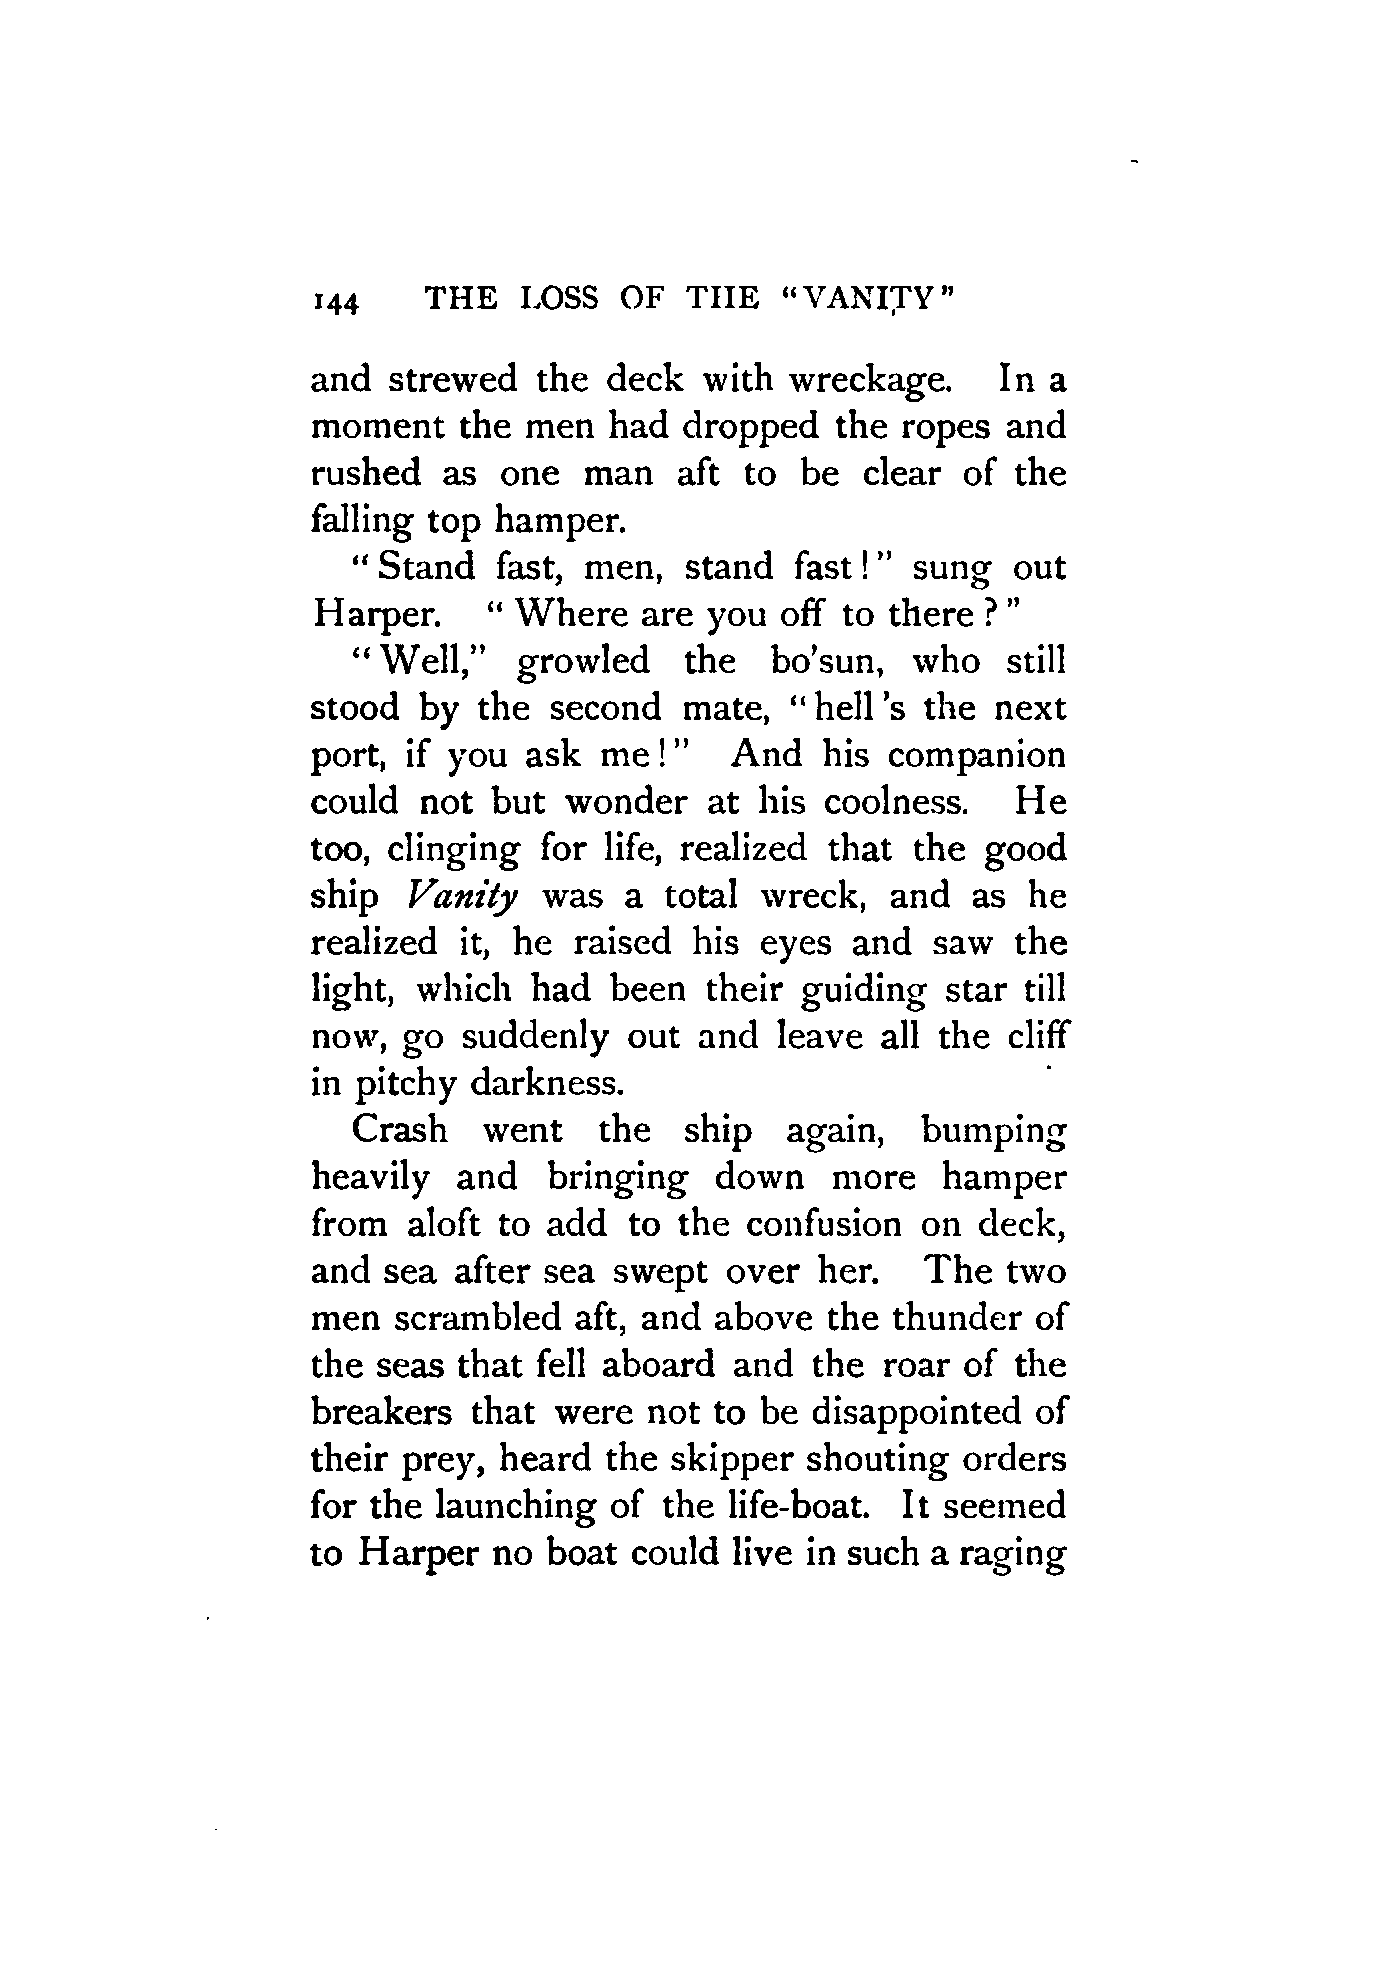 144 THE LOSS OF THE "VANITY"
and strewed the deck with wreckage. In a
moment the men had dropped the ropes and
rushed as one man aft to be clear of the
falling top hamper.
"Stand fast, men, stand fast!" sung out
Harper. "Where are you off to there?"
"Well," growled the bo'sun, who still
stood by the second mate, "hell's the next
port, if you ask me!" And his companion
could not but wonder at his coolness. He
too, clinging for life, realized that the good
ship Vanity was a total wreck, and as he
realized it, he raised his eyes and saw the
light, which had been their guiding star till
now, go suddenly out and leave all the cliff
in pitchy darkness.
Crash went the ship again, bumping
heavily and bringing down more hamper
from aloft to add to the confusion on deck,
and sea after sea swept over her. The two
men scrambled aft, and above the thunder of
the seas that fell aboard and the roar of the
breakers that were not to be disappointed of
their prey, heard the skipper shouting orders
for the launching of the life-boat. It seemed
to Harper no boat could live in such a raging